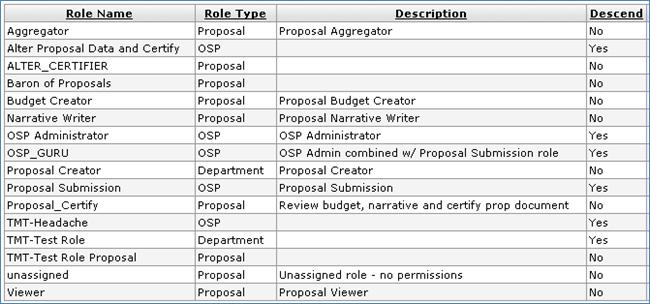 Role Name Role Type Description Descend
Aggregator Proposal Proposal Aggregator No
Alter Proposal Data and Certify OSP Yes
ALTER_CERTIFIER Proposal No
Baron of Proposals Proposal No
Budget Creator Proposal Proposal Budget Creator No
Narrative Writer Proposal Proposal Narrative Writer No
OSP Administrator OSP OSP Administrator Yes
OSP_GURU OSP OSP Admin combined w/ Proposal Submission role Yes
Proposal Creator Department Proposal Creator No
Proposal Submission OSP Proposal Submission Yes
Proposal_Certify Proposal Review budget, narrative and certify prop document No
TMT-Headache OSP Yes
TMT-Test Role Department Yes
TMT-Test Role Proposal Proposal No
unassigned Proposal Unassigned role - no permissions No
Viewer Proposal Proposal Viewer No